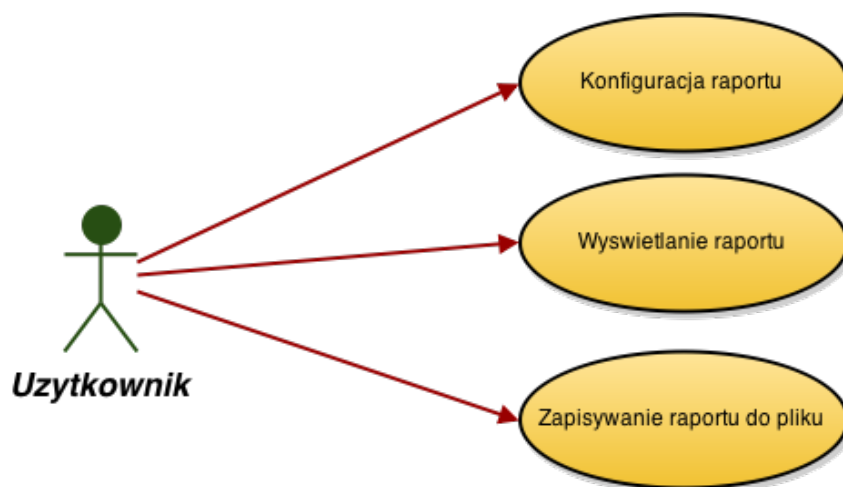 Konfiguracja raportu
Wyswietlanie raportu
Uzytkownik
Zapisywanie raportu do pliku